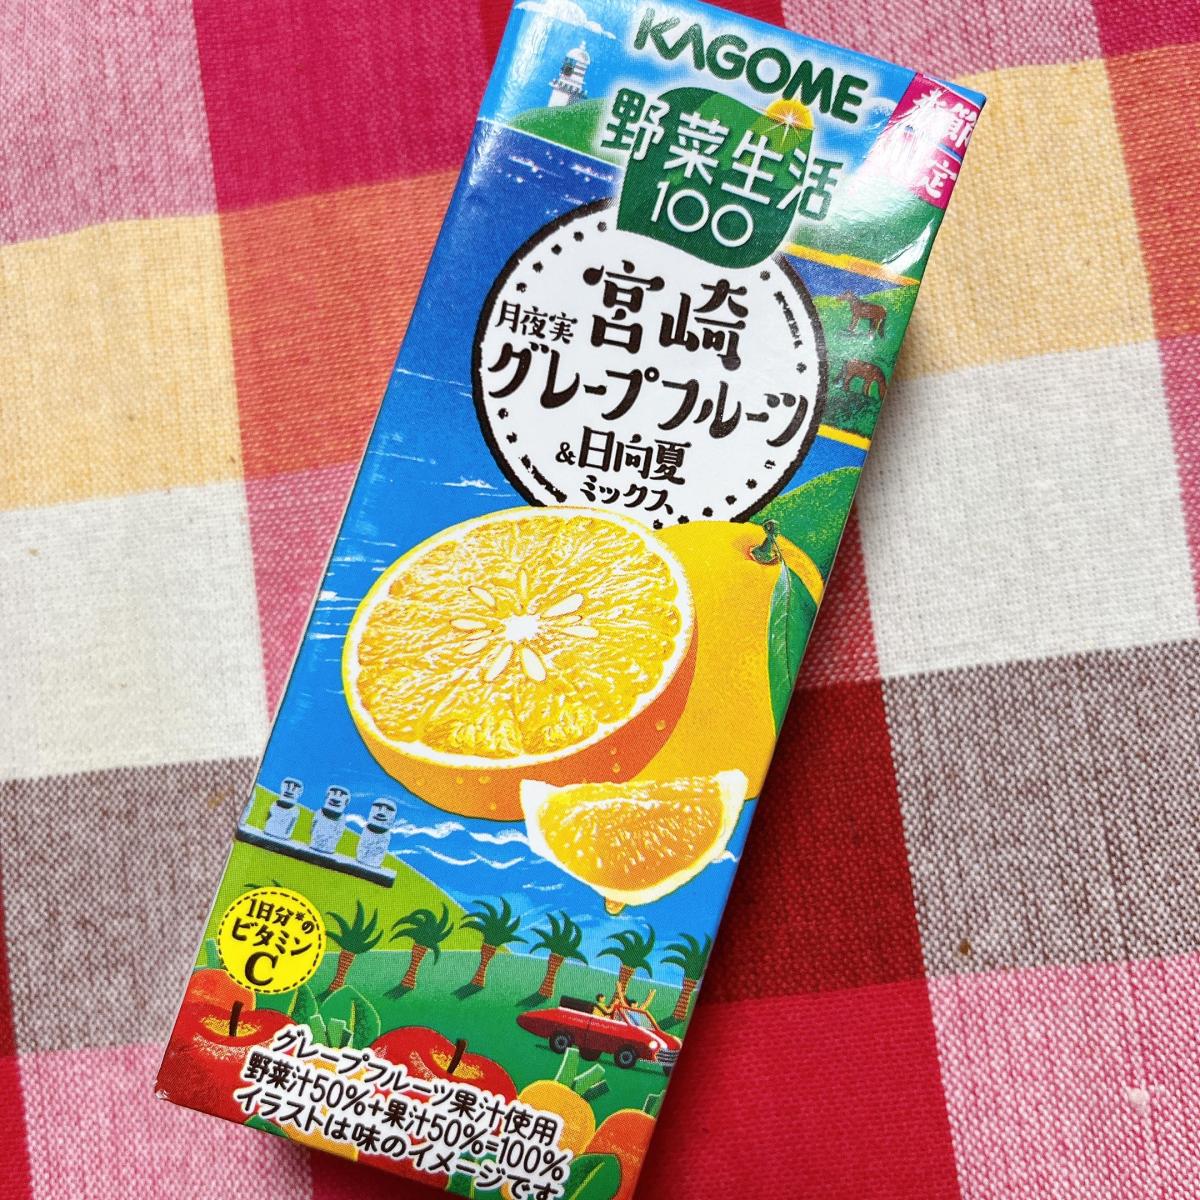 KAGOME
季節
限定
野菜生活
100
宮崎
月夜実
グレープフルーツ
&日向夏
ミックス
1日分※の
ビタミン
C
グレープフルーツ果汁使用
野菜汁50%+果汁50%=100%
イラストは味のイメージです